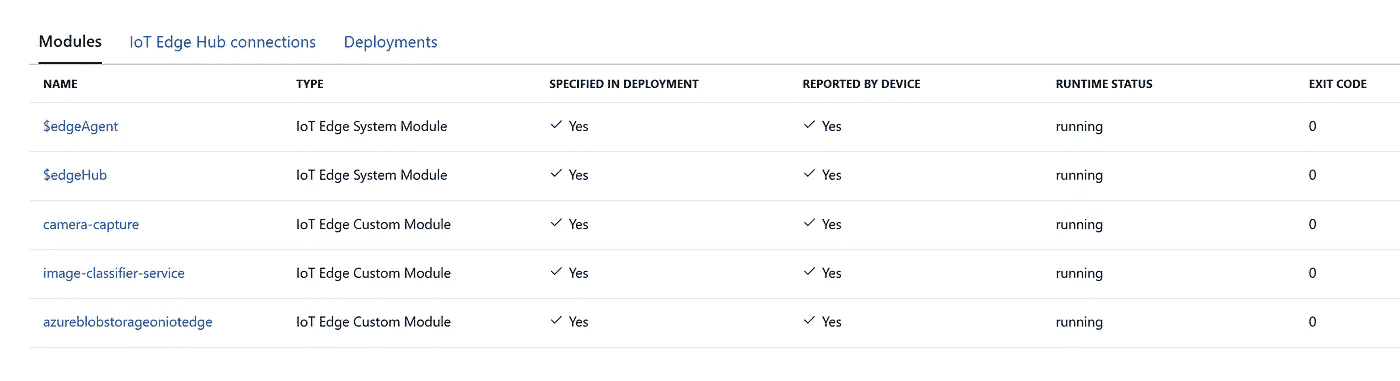 Modules IoT Edge Hub connections Deployments
NAME TYPE SPECIFIED IN DEPLOYMENT REPORTED BY DEVICE RUNTIME STATUS EXIT CODE
$edgeAgent IoT Edge System Module Yes Yes running 0
$edgeHub IoT Edge System Module Yes Yes running 0
camera-capture IoT Edge Custom Module Yes Yes running 0
image-classifier-service IoT Edge Custom Module Yes Yes running 0
azureblobstorageoniotedge IoT Edge Custom Module Yes Yes running 0